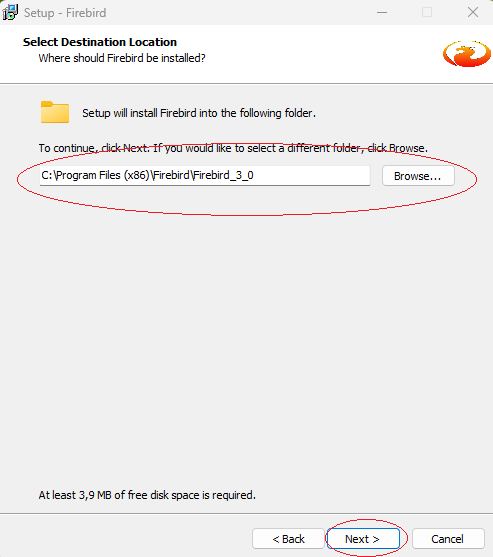 Setup - Firebird
Select Destination Location
Where should Firebird be installed?
Setup will install Firebird into the following folder.
To continue, click Next. If you would like to select a different folder, click Browse.
C:\Program Files (x86)\Firebird\Firebird_3_0
Browse...
At least 3,9 MB of free disk space is required.
< Back
Next >
Cancel